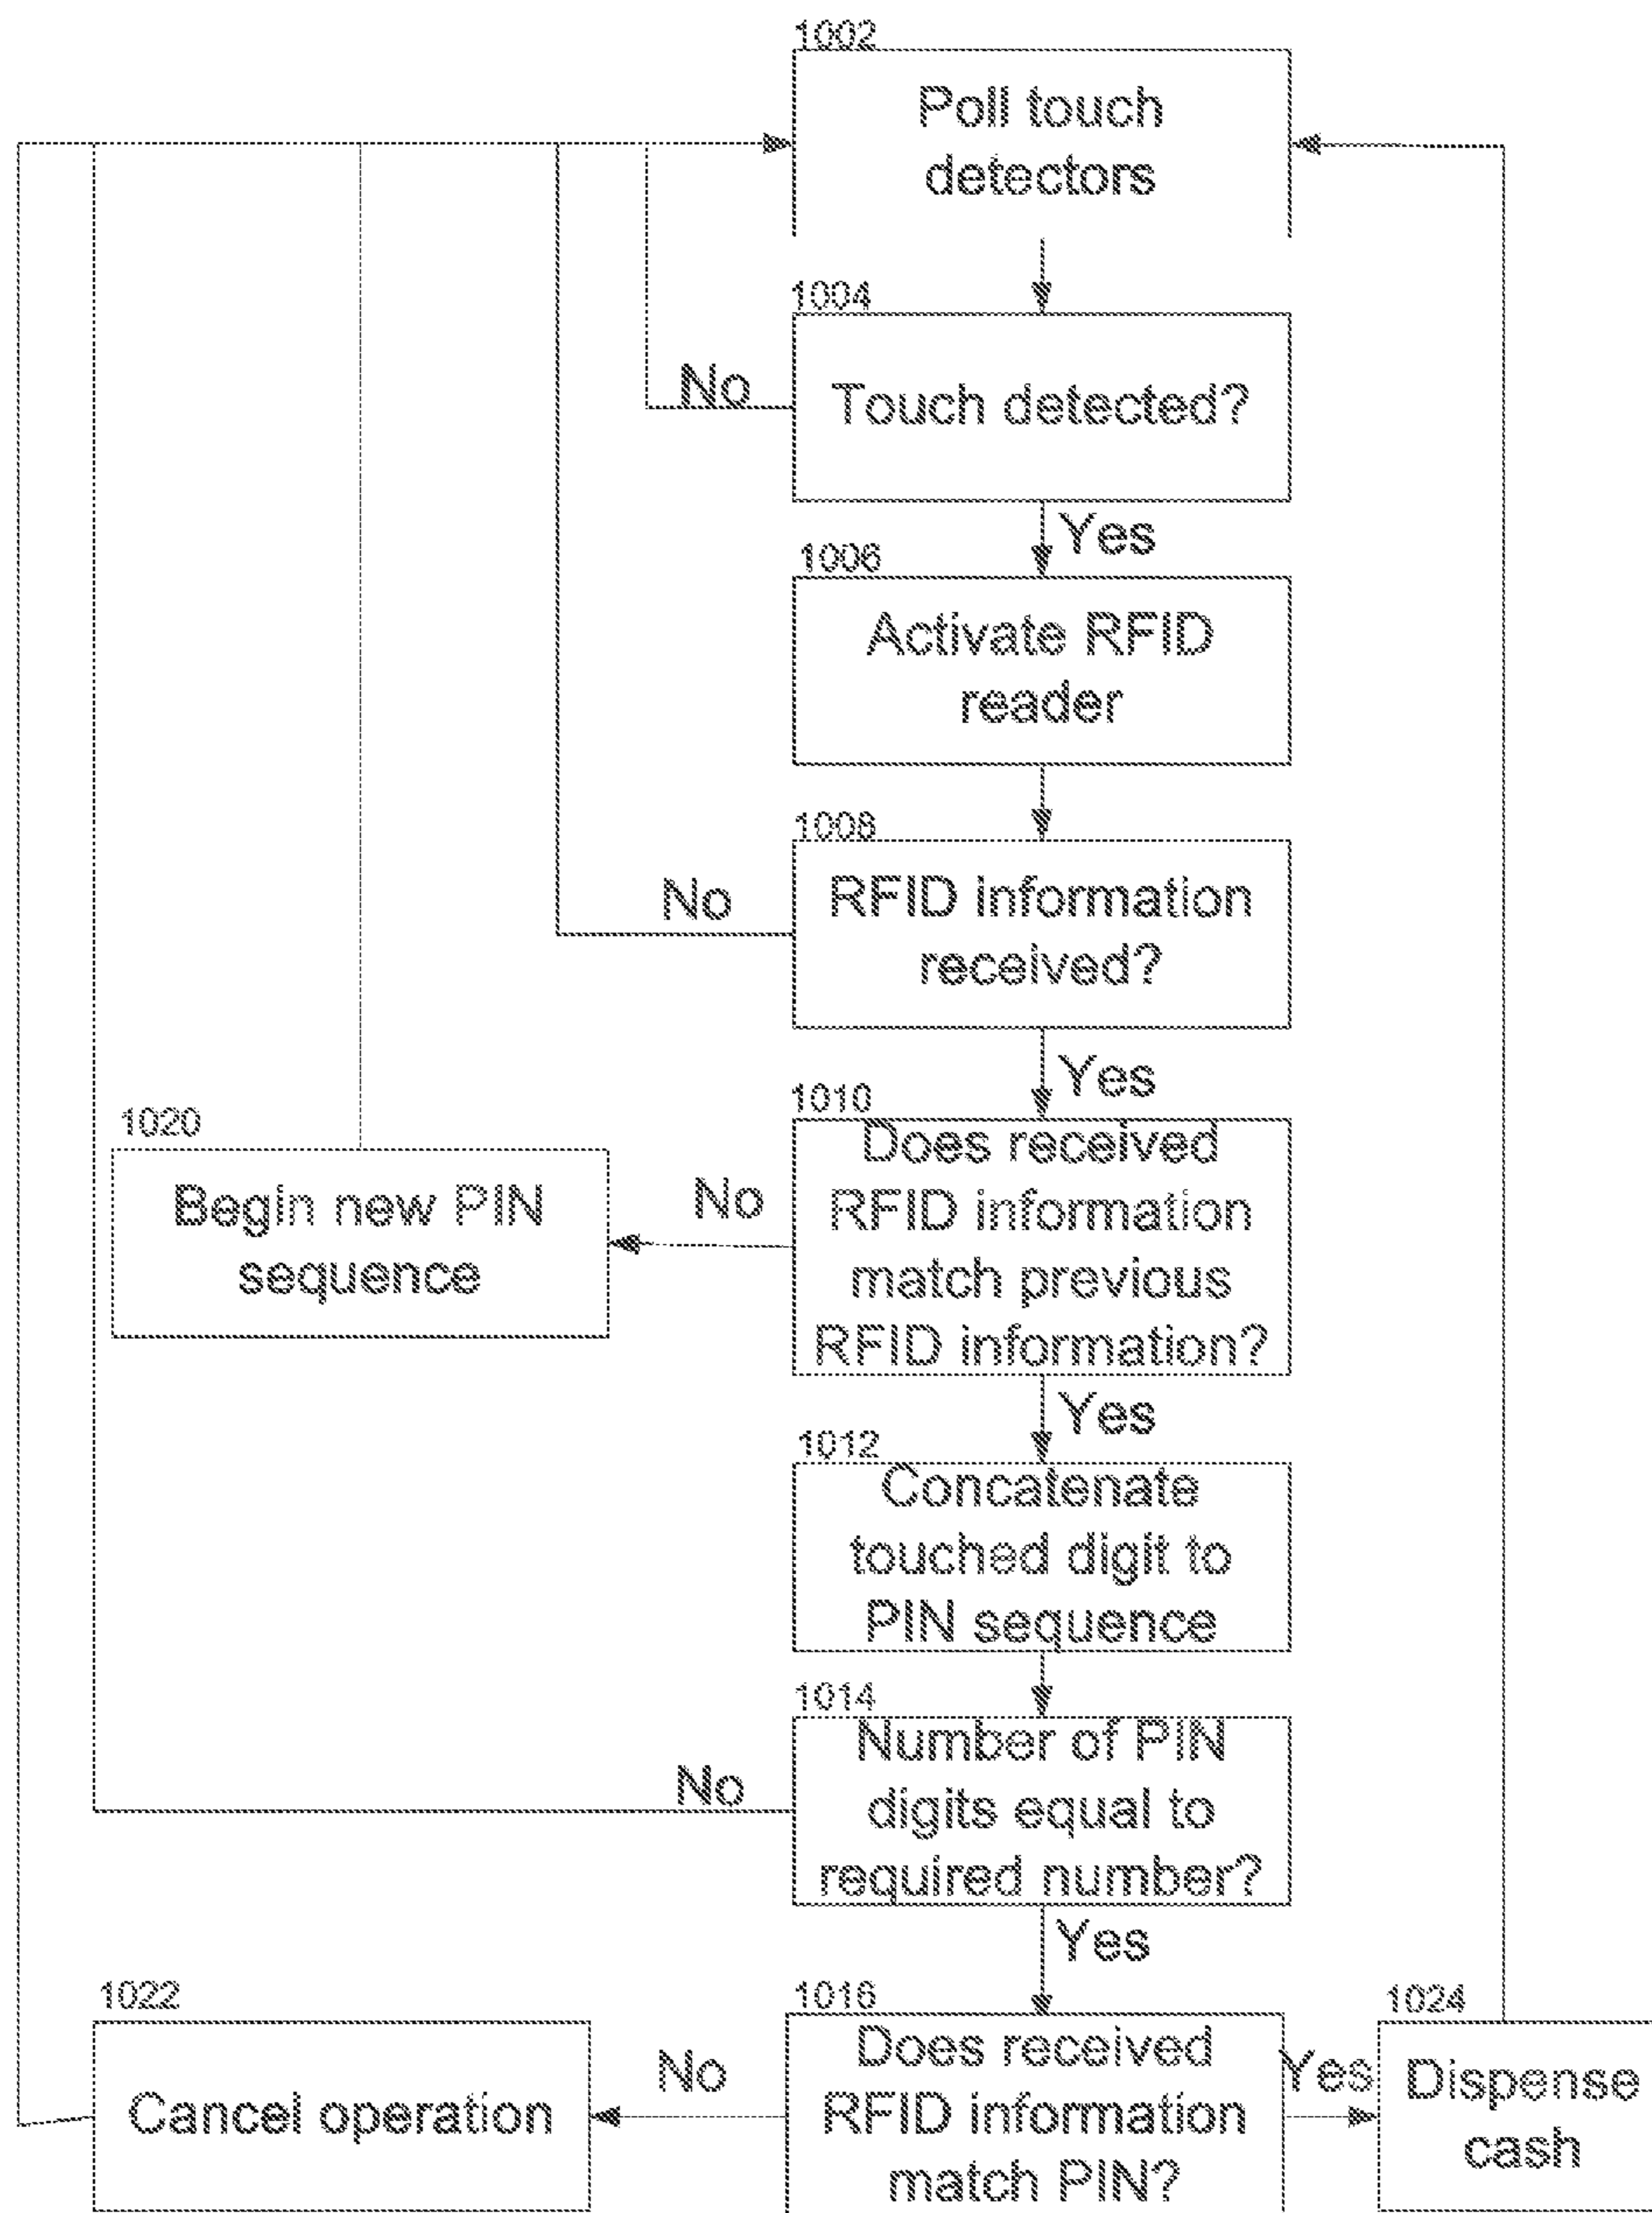 1002
Poll touch
detectors
1004
No
Touch detected?
Yes
1006
Activate RFID
reader
1008
No
RFID information
received?
Yes
1010
Does received
RFID information
match previous
RFID information?
No
1020
Begin new PIN
sequence
Yes
1012
Concatenate
touched digit to
PIN sequence
1014
Number of PIN
digits equal to
required number?
No
Yes
1016
Does received
RFID information
match PIN?
No
1022
Cancel operation
Yes
1024
Dispense
cash